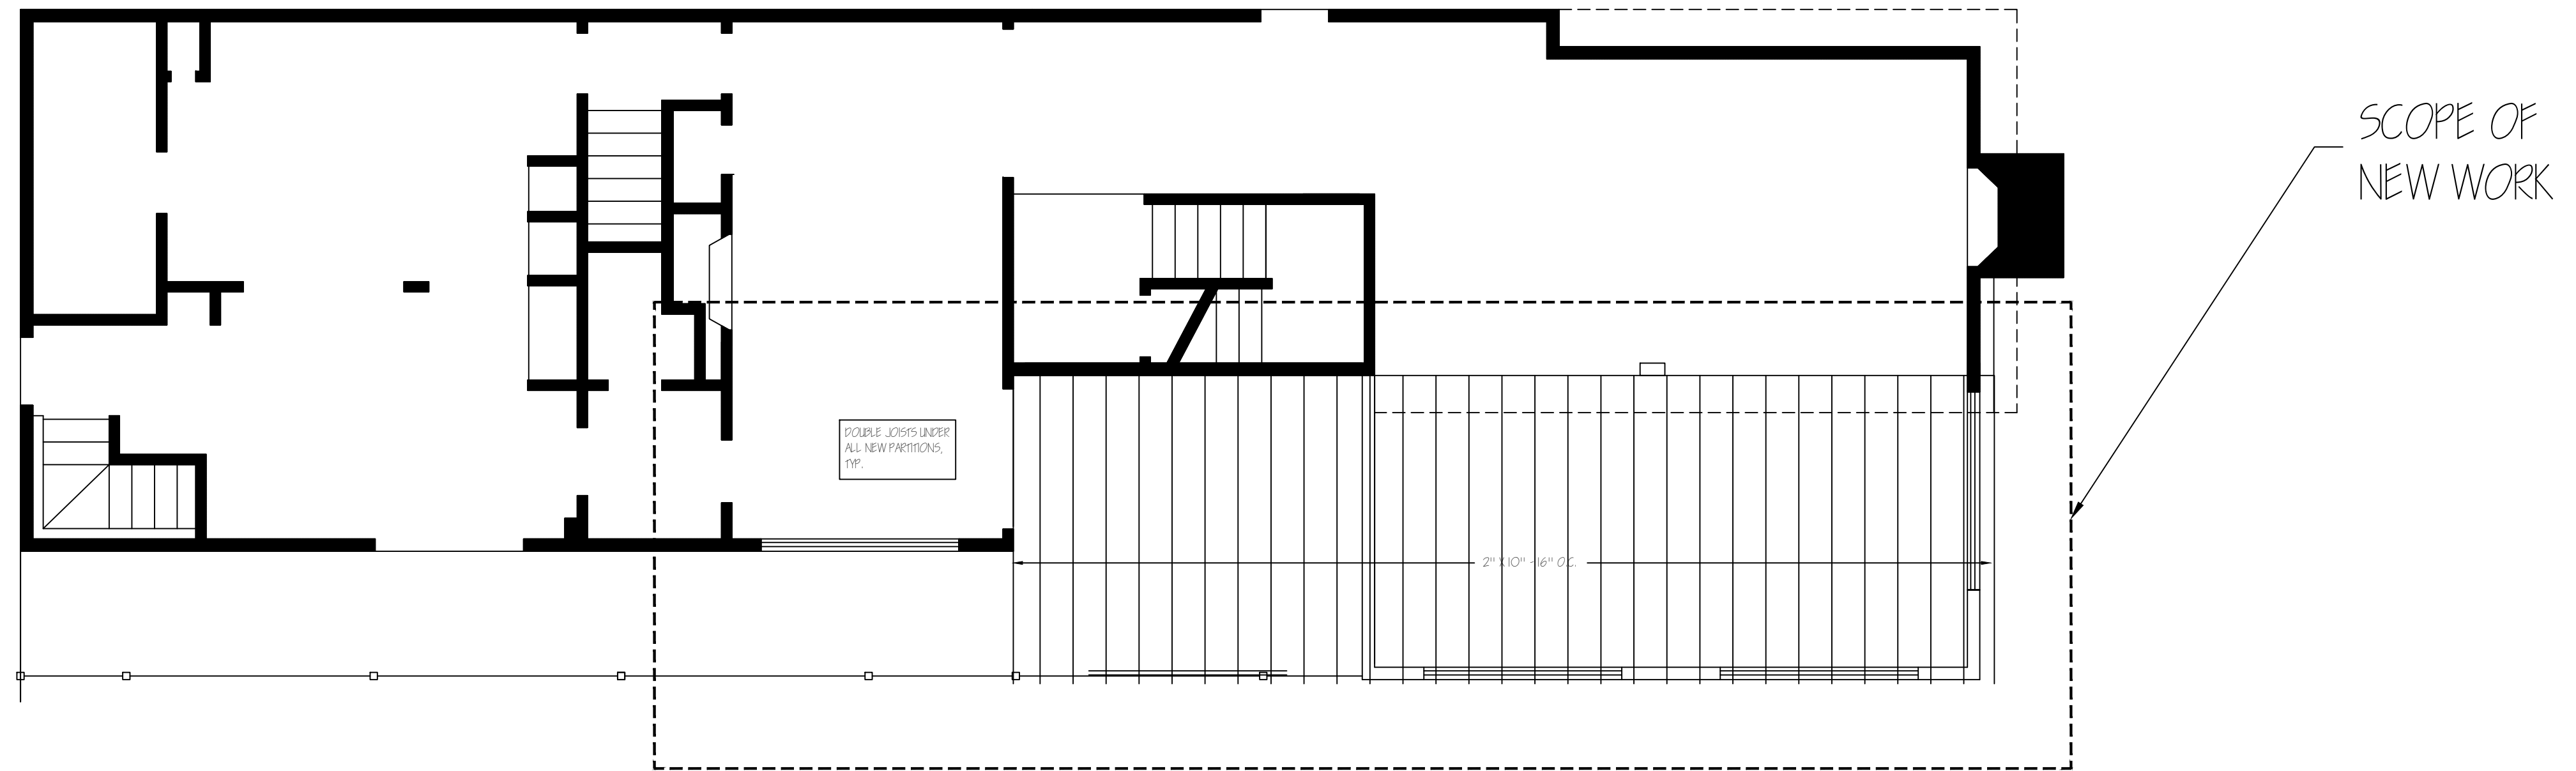 SCOPE OF
NEW WORK
DOUBLE JOISTS UNDER
ALL NEW PARTITIONS,
TYP.
2" X 10" -16" O.C.